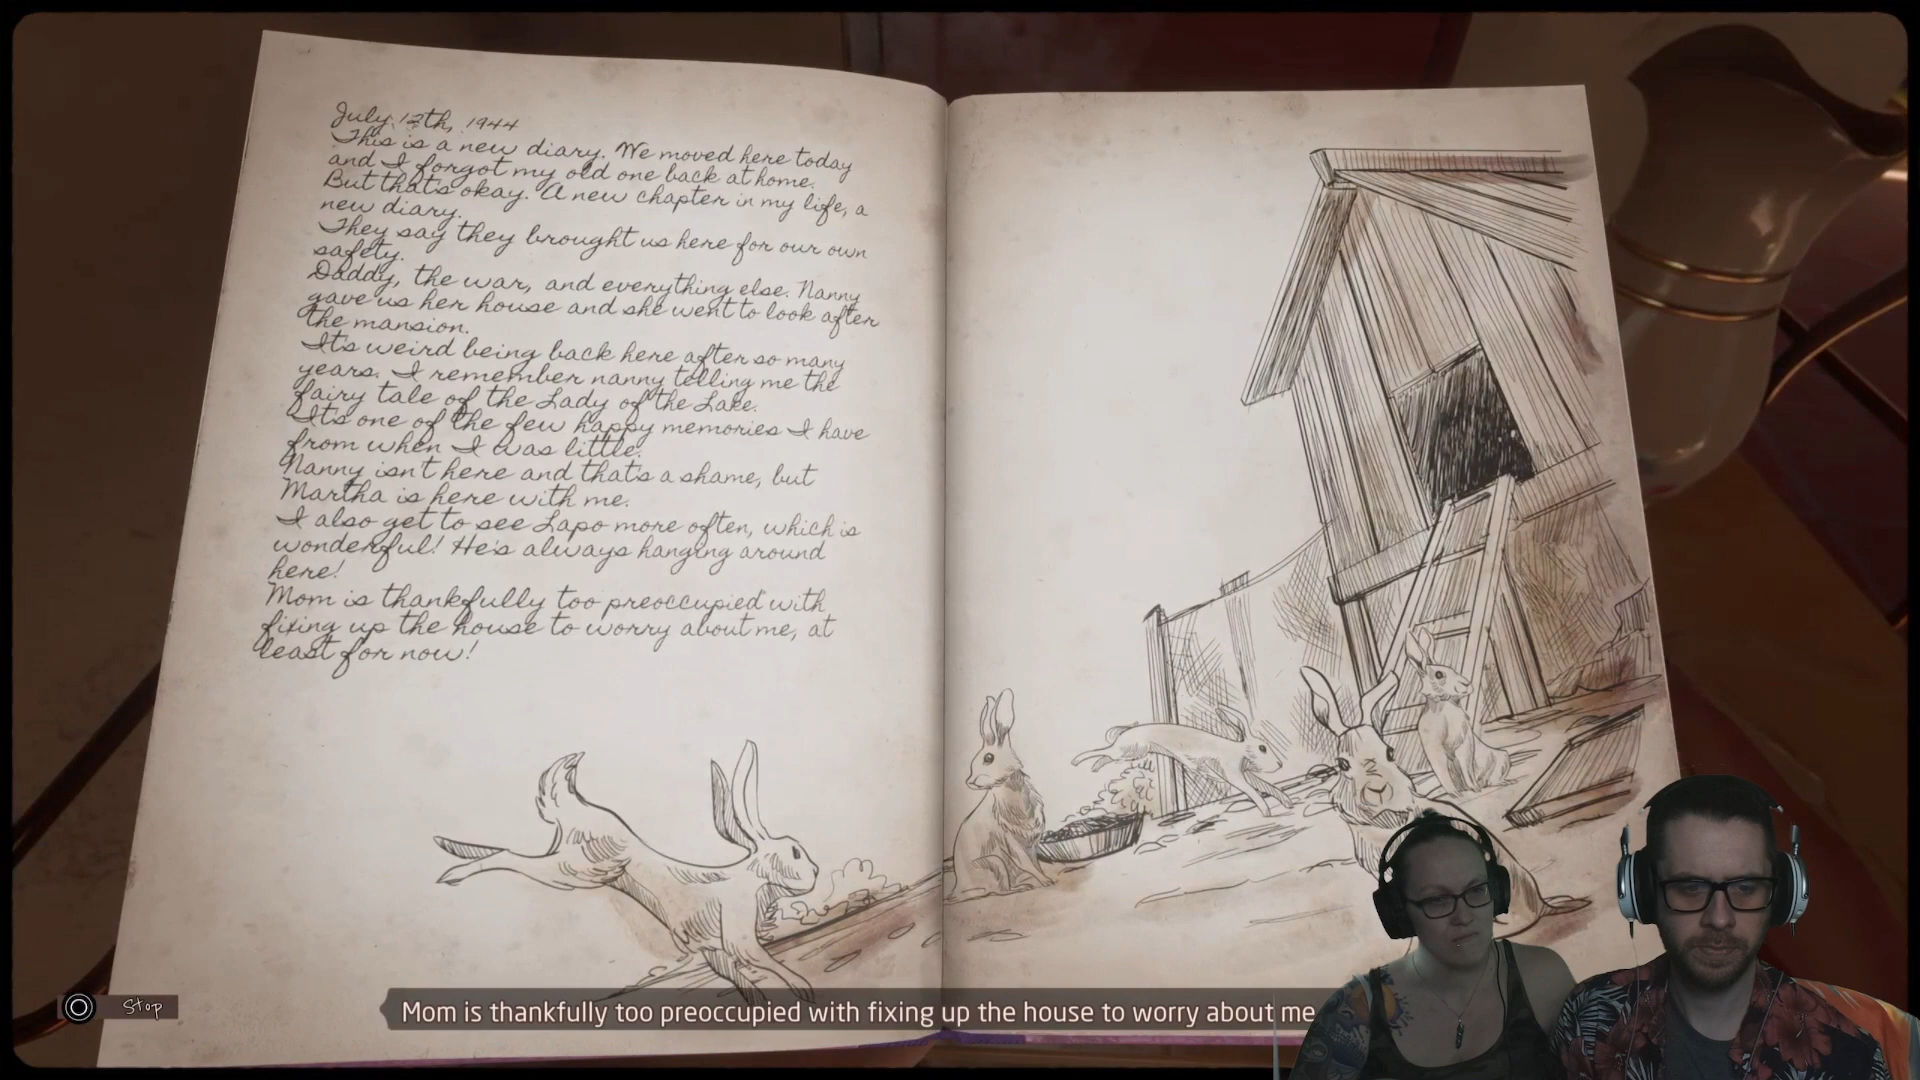 July 12th, 1944
This is a new diary. We moved here today
and I forgot my old one back at home.
But that's okay. A new chapter in my life, a
new diary.
They say they brought us here for our own
safety.
Daddy, the war, and everything else. Nanny
gave us her house and she went to look after
the mansion.
It's weird being back here after so many
years. I remember nanny telling me the
fairy tale of the Lady of the Lake.
It's one of the few happy memories I have
from when I was little.
Nanny isn't here and that's a shame, but
Martha is here with me.
I also get to see Lapo more often, which is
wonderful! He's always hanging around
here!
Mom is thankfully too preoccupied with
fixing up the house to worry about me, at
least for now!
Stop
Mom is thankfully too preoccupied with fixing up the house to worry about me